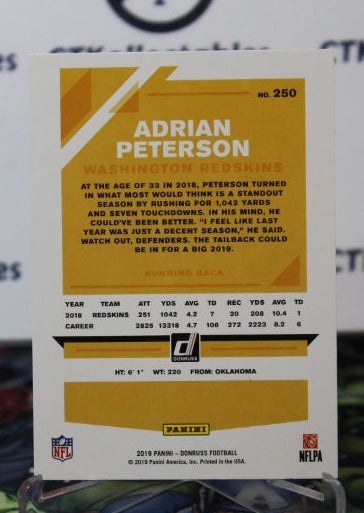 NO. 250
ADRIAN
PETERSON
WASHINGTON REDSKINS
AT THE AGE OF 33 IN 2018, PETERSON TURNED
IN WHAT MOST WOULD THINK IS A STANDOUT
SEASON BY RUSHING FOR 1,042 YARDS
AND SEVEN TOUCHDOWNS. IN HIS MIND, HE
COULD'VE BEEN BETTER. "I FEEL LIKE LAST
YEAR WAS JUST A DECENT SEASON," HE SAID.
WATCH OUT, DEFENDERS. THE TAILBACK COULD
BE IN FOR A BIG 2019.
RUNNING BACK
YEAR TEAM ATT YDS AVG TD REC YDS AVG TD
2018 REDSKINS 251 1042 4.2 7 20 208 10.4 1
CAREER 2825 13318 4.7 106 272 2223 8.2 6
DONRUSS
HT: 6' 1" WT: 220 FROM: OKLAHOMA
PANINI
NFL
2019 PANINI – DONRUSS FOOTBALL
© 2019 Panini America, Inc. Printed in the USA.
NFLPA